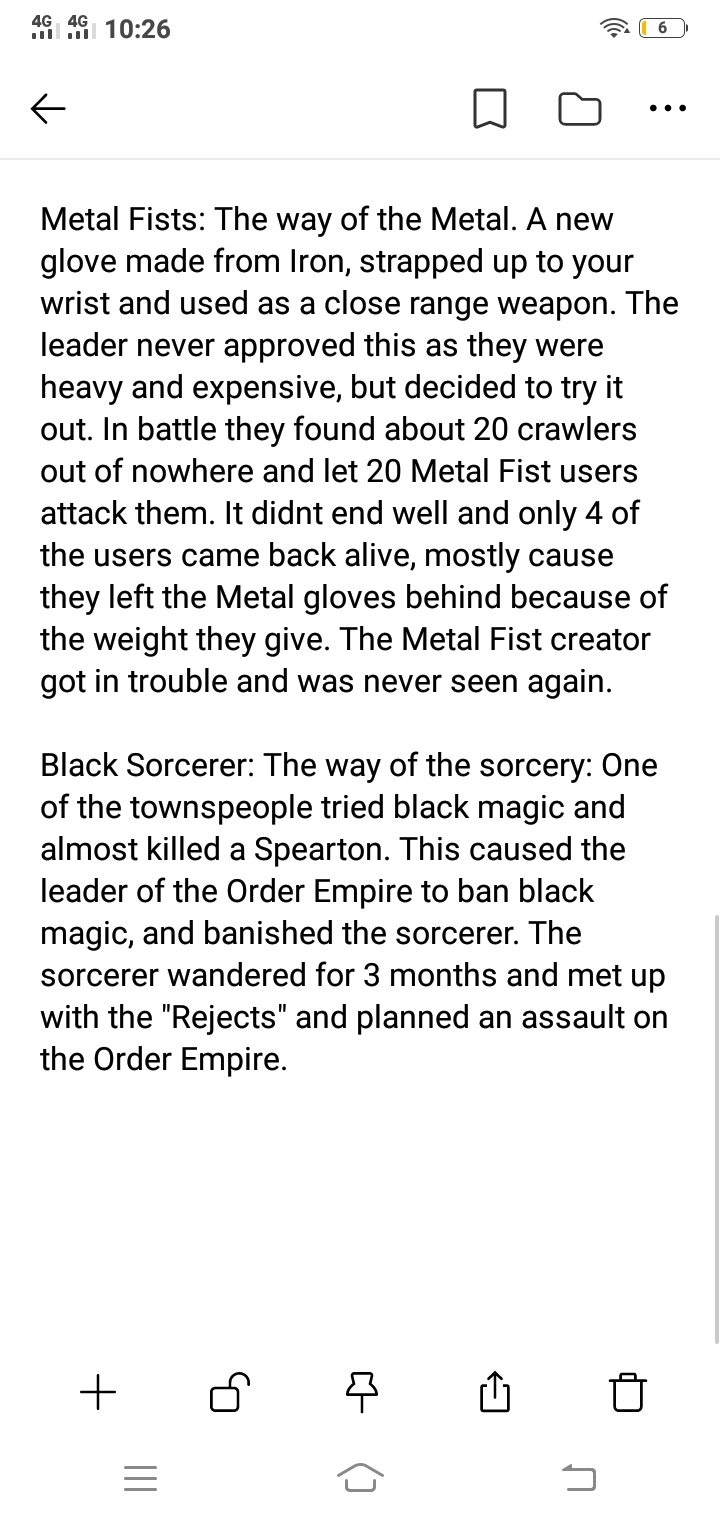 4G 4G 10:26 6
Metal Fists: The way of the Metal. A new
glove made from Iron, strapped up to your
wrist and used as a close range weapon. The
leader never approved this as they were
heavy and expensive, but decided to try it
out. In battle they found about 20 crawlers
out of nowhere and let 20 Metal Fist users
attack them. It didnt end well and only 4 of
the users came back alive, mostly cause
they left the Metal gloves behind because of
the weight they give. The Metal Fist creator
got in trouble and was never seen again.
Black Sorcerer: The way of the sorcery: One
of the townspeople tried black magic and
almost killed a Spearton. This caused the
leader of the Order Empire to ban black
magic, and banished the sorcerer. The
sorcerer wandered for 3 months and met up
with the "Rejects" and planned an assault on
the Order Empire.